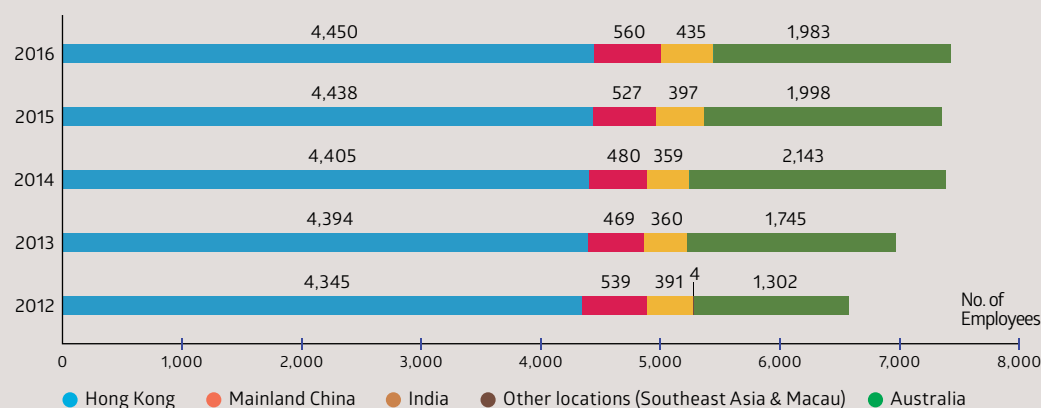 4,450 560 435 1,983
2016
4,438 527 397 1,998
2015
4,405 480 359 2,143
2014
4,394 469 360 1,745
2013
4,345 539 391 4 1,302
2012
No. of
Employees
0 1,000 2,000 3,000 4,000 5,000 6,000 7,000 8,000
Hong Kong Mainland China India Other locations (Southeast Asia & Macau) Australia